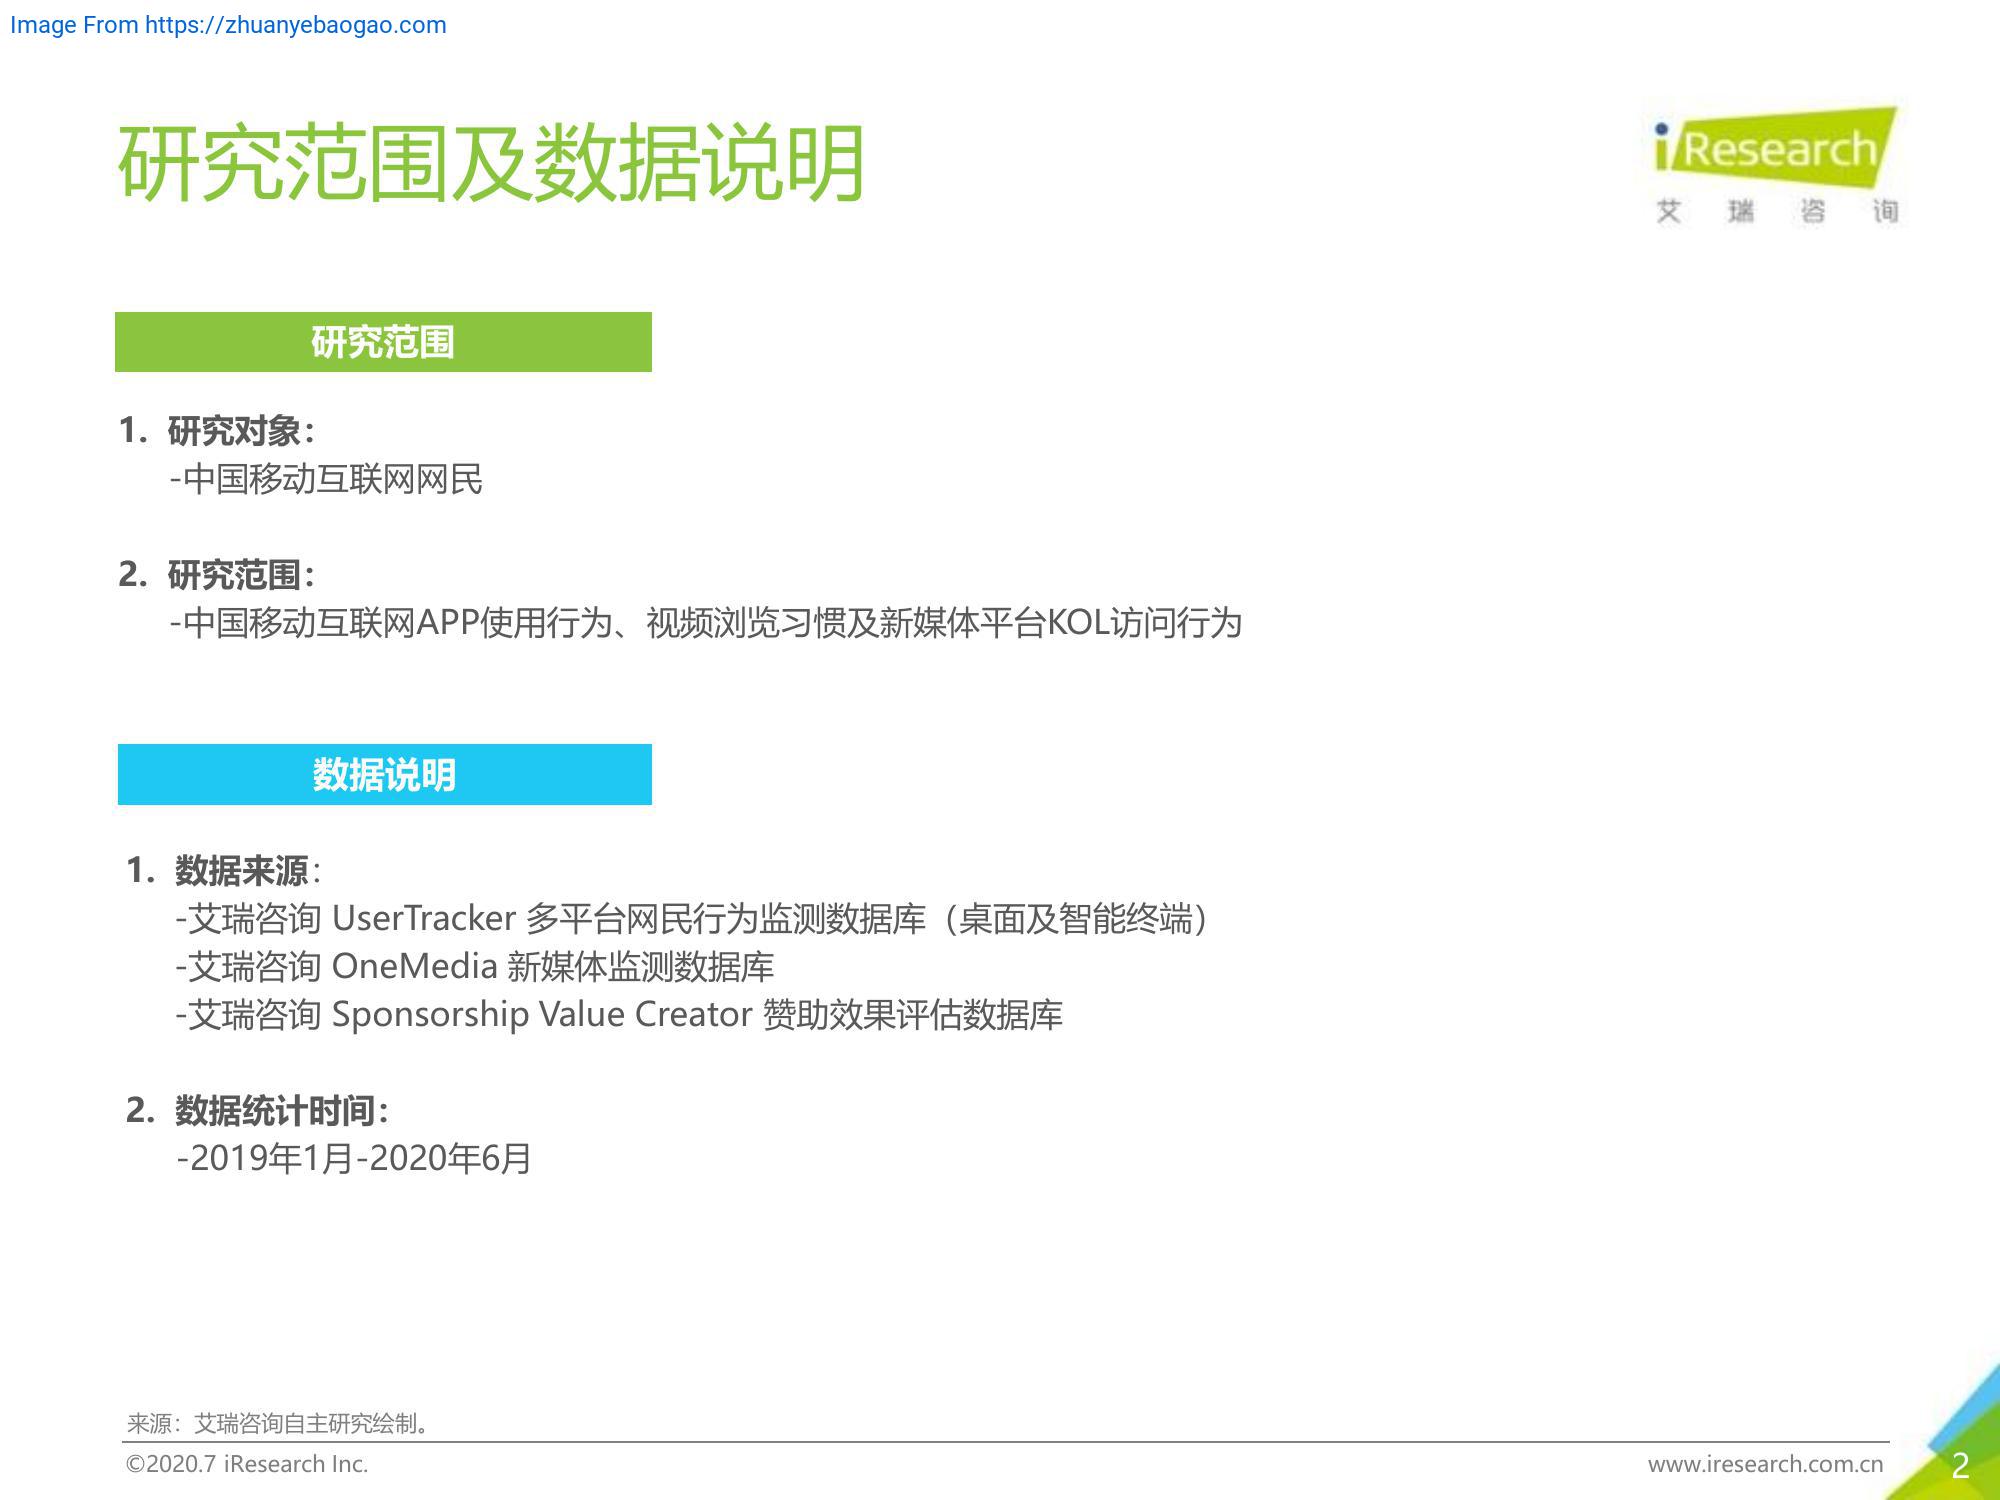 Image From https://zhuanyebaogao.com
研究范围及数据说明
iResearch
艾瑞咨询
研究范围
1. 研究对象：
-中国移动互联网网民
2. 研究范围：
-中国移动互联网APP使用行为、视频浏览习惯及新媒体平台KOL访问行为
数据说明
1. 数据来源：
-艾瑞咨询 UserTracker 多平台网民行为监测数据库（桌面及智能终端）
-艾瑞咨询 OneMedia 新媒体监测数据库
-艾瑞咨询 Sponsorship Value Creator 赞助效果评估数据库
2. 数据统计时间：
-2019年1月-2020年6月
来源：艾瑞咨询自主研究绘制。
©2020.7 iResearch Inc.
www.iresearch.com.cn
2